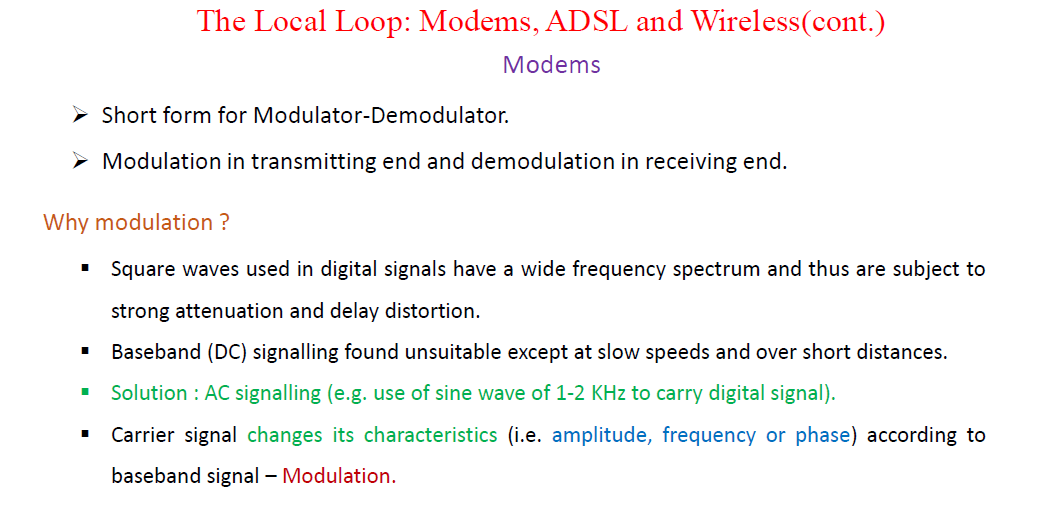 The Local Loop: Modems, ADSL and Wireless(cont.)
Modems
➢ Short form for Modulator-Demodulator.
➢ Modulation in transmitting end and demodulation in receiving end.
Why modulation ?
▪ Square waves used in digital signals have a wide frequency spectrum and thus are subject to
strong attenuation and delay distortion.
▪ Baseband (DC) signalling found unsuitable except at slow speeds and over short distances.
▪ Solution : AC signalling (e.g. use of sine wave of 1-2 KHz to carry digital signal).
▪ Carrier signal changes its characteristics (i.e. amplitude, frequency or phase) according to
baseband signal – Modulation.